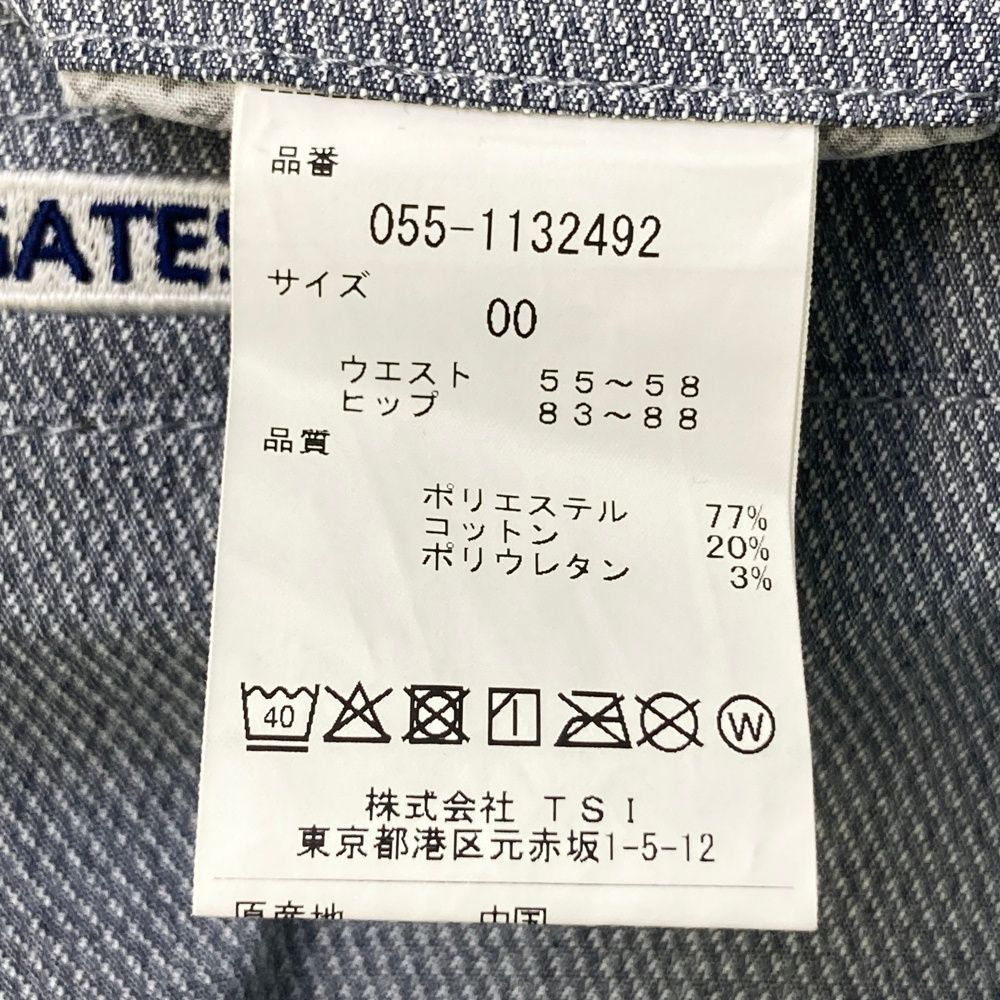 品番
055-1132492
サイズ
00
ウエスト 55～58
ヒップ 83～88
品質
ポリエステル 77%
コットン 20%
ポリウレタン 3%
40
W
株式会社 TSI
東京都港区元赤坂1-5-12
原産地 中国
GATES